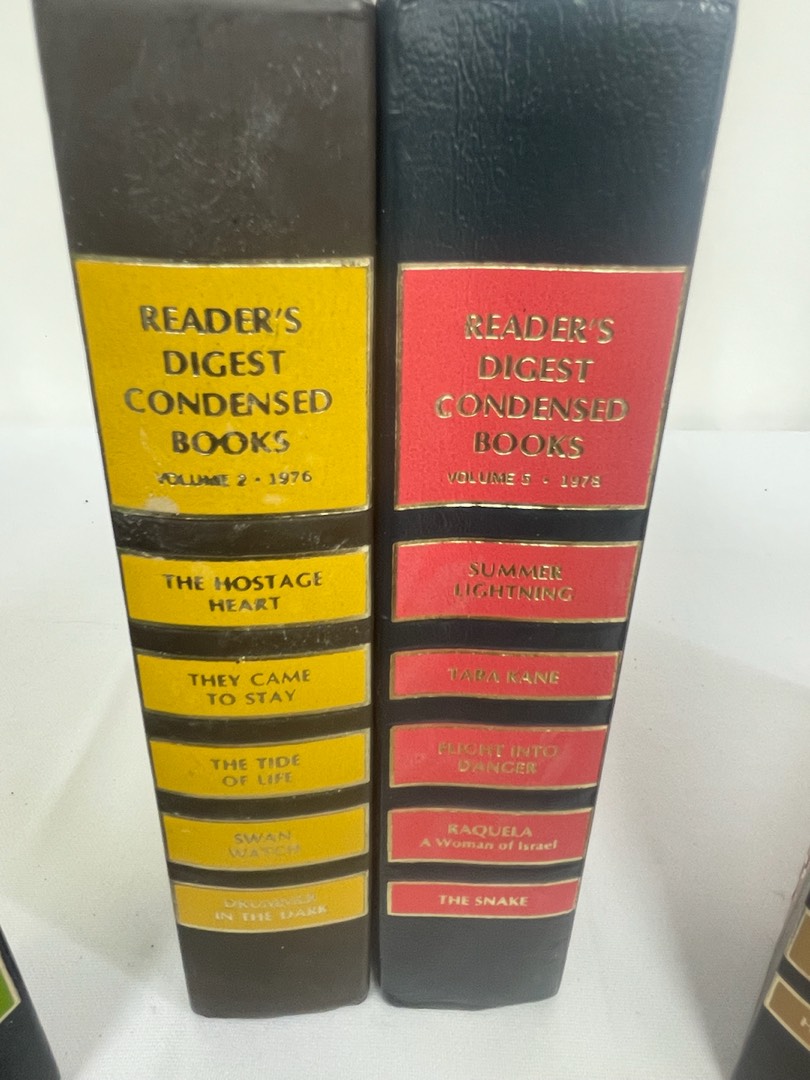 READER'S
DIGEST
CONDENSED
BOOKS
VOLUME 2 • 1976
THE HOSTAGE
HEART
THEY CAME
TO STAY
THE TIDE
OF LIFE
SWAN
WATCH
DRUMMER
IN THE DARK
READER'S
DIGEST
CONDENSED
BOOKS
VOLUME 5 • 1978
SUMMER
LIGHTNING
TARA KANE
FLIGHT INTO
DANGER
RAQUELA
A Woman of Israel
THE SNAKE